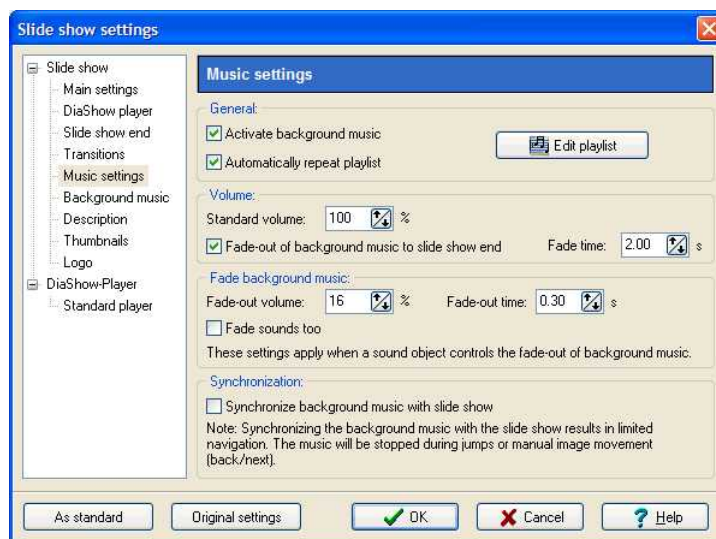 Slide show settings
Slide show
Main settings
DiaShow player
Slide show end
Transitions
Music settings
Background music
Description
Thumbnails
Logo
DiaShow-Player
Standard player
Music settings
General:
Activate background music
Edit playlist
Automatically repeat playlist
Volume:
Standard volume: 100 %
Fade-out of background music to slide show end Fade time: 2.00 s
Fade background music:
Fade-out volume: 16 % Fade-out time: 0.30 s
Fade sounds too
These settings apply when a sound object controls the fade-out of background music.
Synchronization:
Synchronize background music with slide show
Note: Synchronizing the background music with the slide show results in limited
navigation. The music will be stopped during jumps or manual image movement
(back/next).
As standard Original settings OK Cancel Help